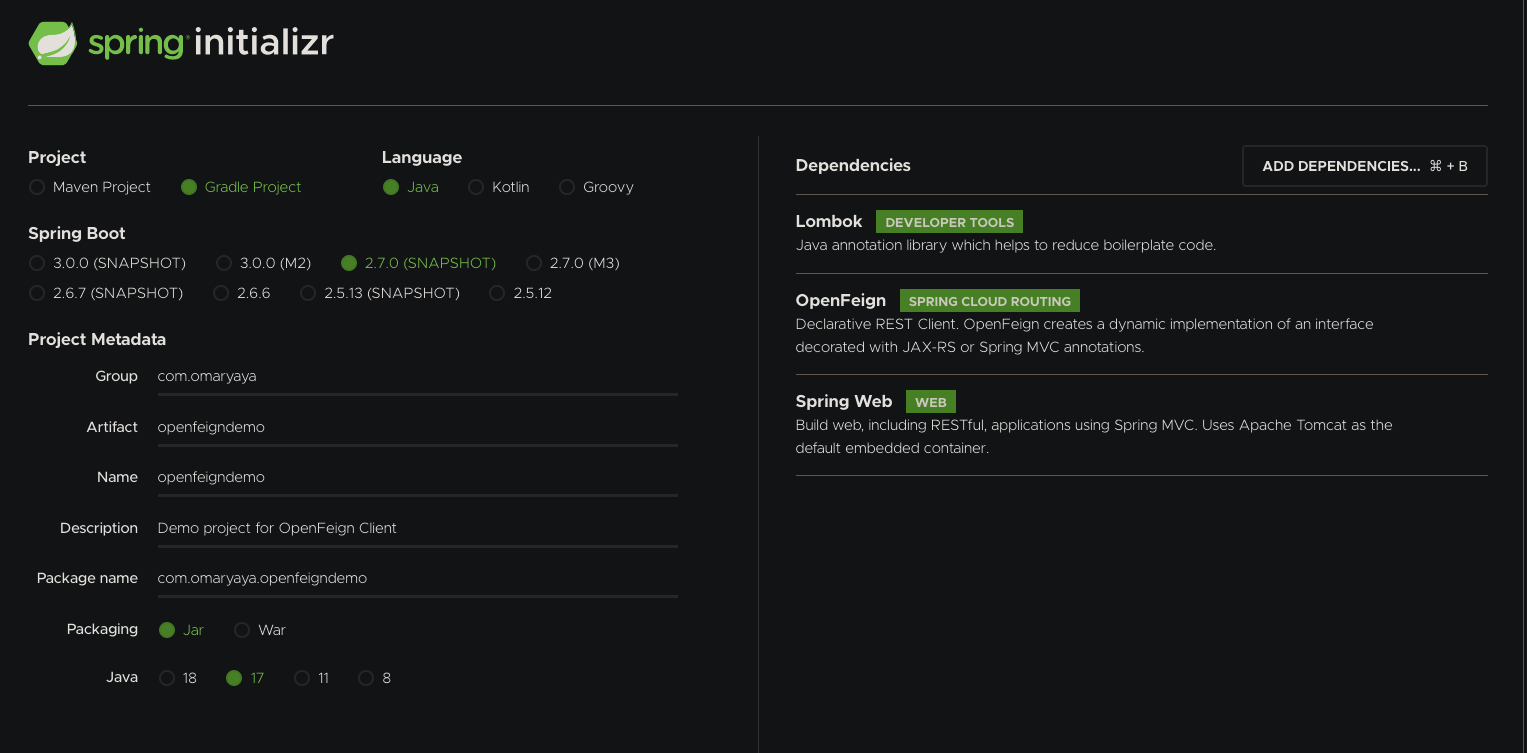 spring initializr
Project
Maven Project Gradle Project
Language
Java Kotlin Groovy
Spring Boot
3.0.0 (SNAPSHOT) 3.0.0 (M2) 2.7.0 (SNAPSHOT) 2.7.0 (M3)
2.6.7 (SNAPSHOT) 2.6.6 2.5.13 (SNAPSHOT) 2.5.12
Project Metadata
Group com.omaryaya
Artifact openfeigndemo
Name openfeigndemo
Description Demo project for OpenFeign Client
Package name com.omaryaya.openfeigndemo
Packaging Jar War
Java 18 17 11 8
Dependencies
ADD DEPENDENCIES... ⌘ + B
Lombok DEVELOPER TOOLS
Java annotation library which helps to reduce boilerplate code.
OpenFeign SPRING CLOUD ROUTING
Declarative REST Client. OpenFeign creates a dynamic implementation of an interface
decorated with JAX-RS or Spring MVC annotations.
Spring Web WEB
Build web, including RESTful, applications using Spring MVC. Uses Apache Tomcat as the
default embedded container.